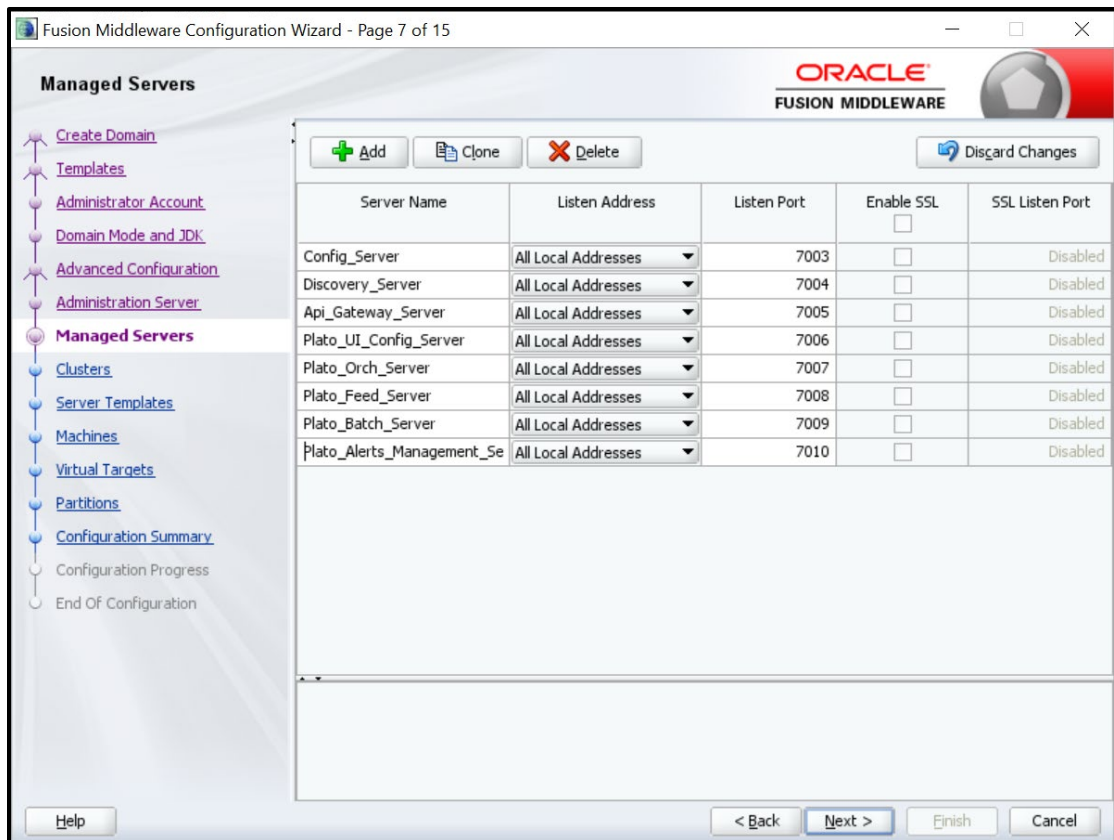 Fusion Middleware Configuration Wizard - Page 7 of 15
Managed Servers
ORACLE
FUSION MIDDLEWARE
Create Domain
Templates
Administrator Account
Domain Mode and JDK
Advanced Configuration
Administration Server
Managed Servers
Clusters
Server Templates
Machines
Virtual Targets
Partitions
Configuration Summary
Configuration Progress
End Of Configuration
Add Clone Delete Discard Changes
Server Name Listen Address Listen Port Enable SSL SSL Listen Port
Config_Server All Local Addresses 7003 Disabled
Discovery_Server All Local Addresses 7004 Disabled
Api_Gateway_Server All Local Addresses 7005 Disabled
Plato_UI_Config_Server All Local Addresses 7006 Disabled
Plato_Orch_Server All Local Addresses 7007 Disabled
Plato_Feed_Server All Local Addresses 7008 Disabled
Plato_Batch_Server All Local Addresses 7009 Disabled
Plato_Alerts_Management_Se All Local Addresses 7010 Disabled
Help < Back Next > Finish Cancel